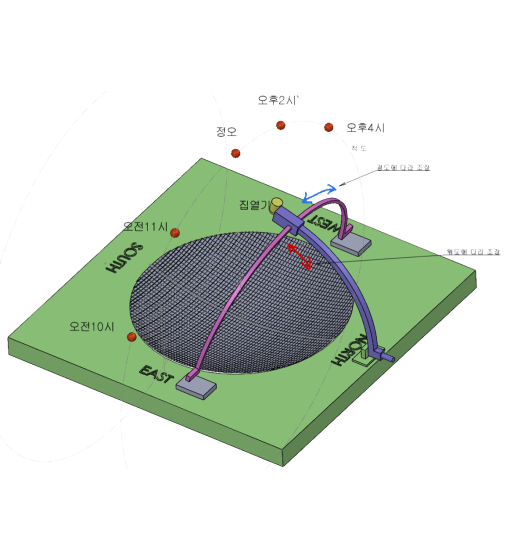 오후2시'
정오
오후4시
적 도
경도에 따라 조절
집열기
WEST
오전11시
SOUTH
위도에 따라 조절
오전10시
NORTH
EAST